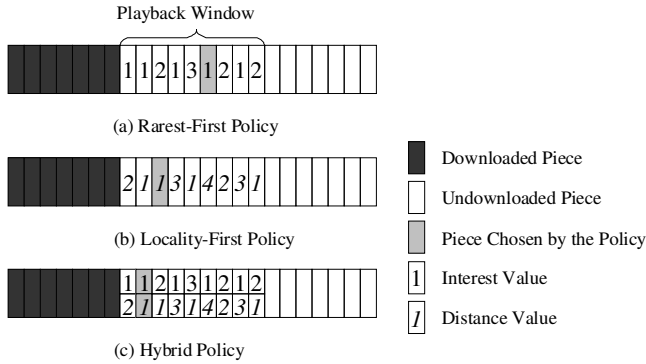 Playback Window
1 1 2 1 3 1 2 1 2
(a) Rarest-First Policy
2 1 1 3 1 4 2 3 1
(b) Locality-First Policy
1 1 2 1 3 1 2 1 2
2 1 1 3 1 4 2 3 1
(c) Hybrid Policy
Downloaded Piece
Undownloaded Piece
Piece Chosen by the Policy
1 Interest Value
1 Distance Value